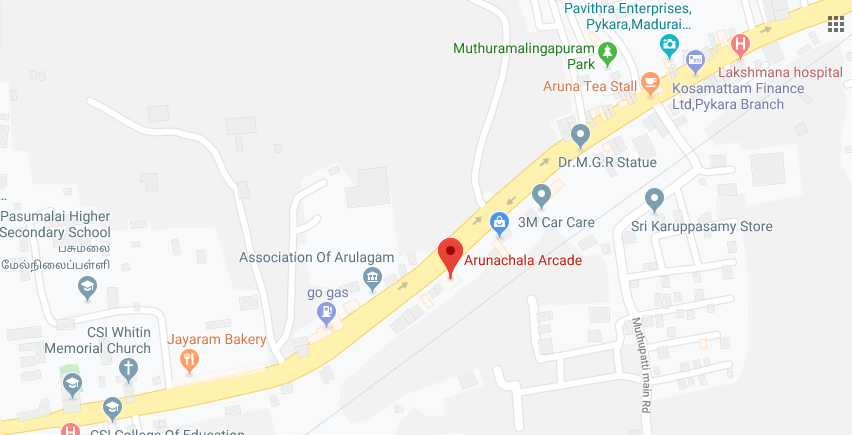 Pavithra Enterprises,
Pykara,Madurai...
Muthuramalingapuram
Park
Lakshmana hospital
Aruna Tea Stall
Kosamattam Finance
Ltd,Pykara Branch
Dr.M.G.R Statue
...
Pasumalai Higher
Secondary School
பசுமலை
மேல்நிலைப்பள்ளி
3M Car Care
Sri Karuppasamy Store
Association Of Arulagam
Arunachala Arcade
go gas
CSI Whitin
Memorial Church
Jayaram Bakery
Muthupatti main Rd
CSI College Of Education
H
H